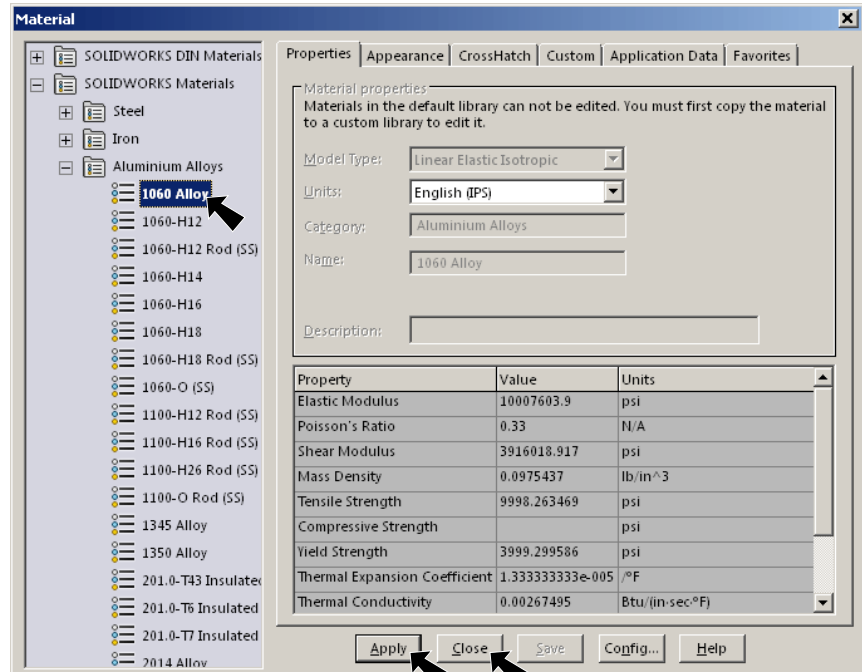 Material
SOLIDWORKS DIN Materials
SOLIDWORKS Materials
Steel
Iron
Aluminium Alloys
1060 Alloy
1060-H12
1060-H12 Rod (SS)
1060-H14
1060-H16
1060-H18
1060-H18 Rod (SS)
1060-O (SS)
1100-H12 Rod (SS)
1100-H16 Rod (SS)
1100-H26 Rod (SS)
1100-O Rod (SS)
1345 Alloy
1350 Alloy
201.0-T43 Insulated
201.0-T6 Insulated
201.0-T7 Insulated
2014 Alloy
Properties Appearance CrossHatch Custom Application Data Favorites
Material properties
Materials in the default library can not be edited. You must first copy the material
to a custom library to edit it.
Model Type: Linear Elastic Isotropic
Units: English (IPS)
Category: Aluminium Alloys
Name: 1060 Alloy
Description:
Property Value Units
Elastic Modulus 10007603.9 psi
Poisson's Ratio 0.33 N/A
Shear Modulus 3916018.917 psi
Mass Density 0.0975437 lb/in^3
Tensile Strength 9998.263469 psi
Compressive Strength psi
Yield Strength 3999.299586 psi
Thermal Expansion Coefficient 1.333333333e-005 /°F
Thermal Conductivity 0.00267495 Btu/(in·sec·°F)
Apply Close Save Config... Help